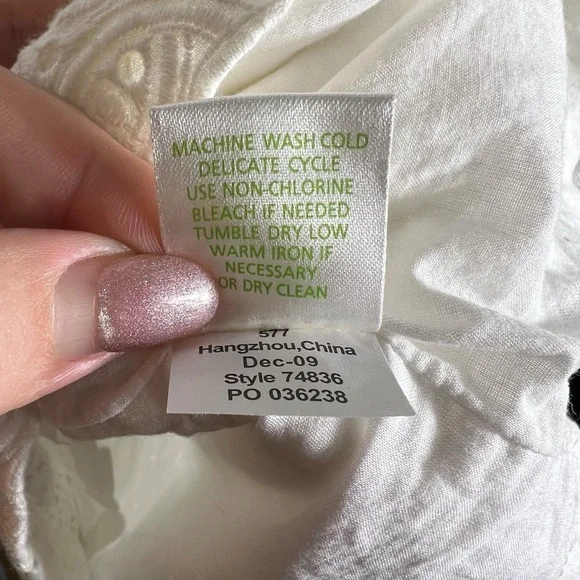 MACHINE WASH COLD
DELICATE CYCLE
USE NON-CHLORINE
BLEACH IF NEEDED
TUMBLE DRY LOW
WARM IRON IF
NECESSARY
OR DRY CLEAN
577
Hangzhou,China
Dec-09
Style 74836
PO 036238